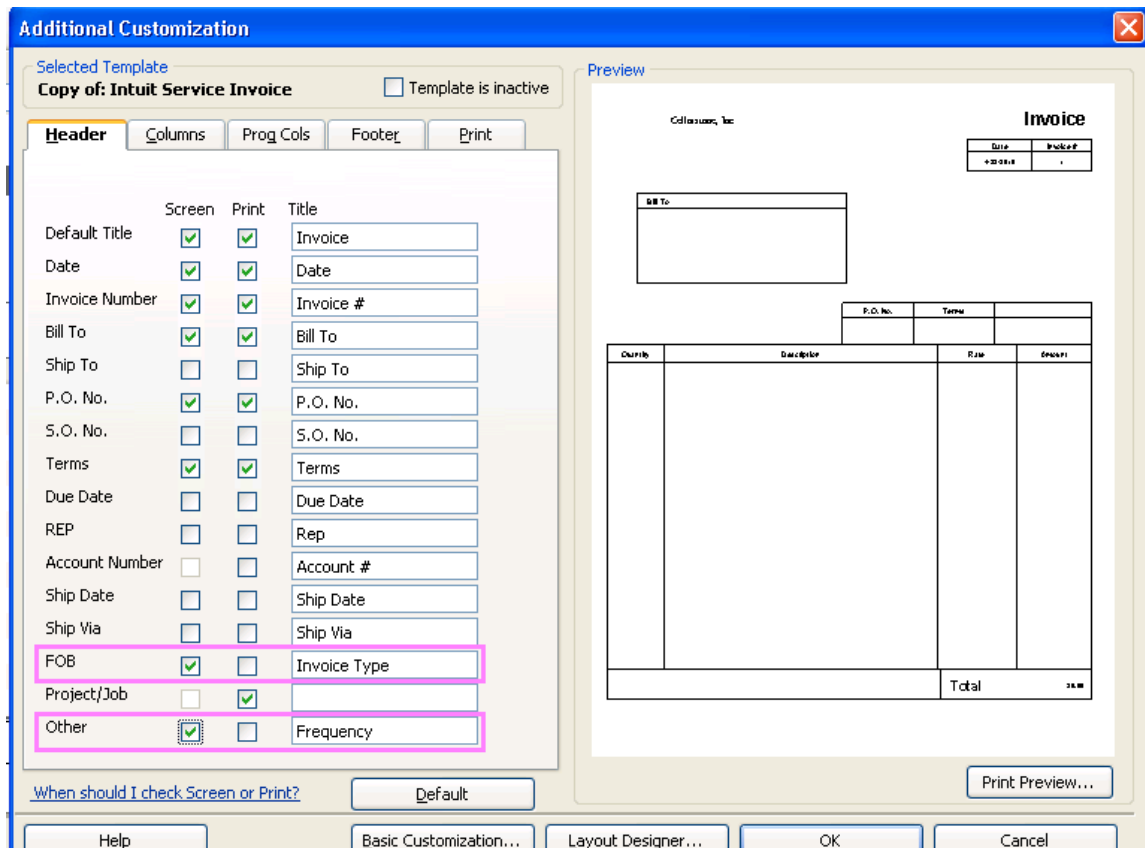 Additional Customization
Selected Template
Copy of: Intuit Service Invoice
Template is inactive
Header Columns Prog Cols Footer Print
Screen Print Title
Default Title Invoice
Date Date
Invoice Number Invoice #
Bill To Bill To
Ship To Ship To
P.O. No. P.O. No.
S.O. No. S.O. No.
Terms Terms
Due Date Due Date
REP Rep
Account Number Account #
Ship Date Ship Date
Ship Via Ship Via
FOB Invoice Type
Project/Job
Other Frequency
When should I check Screen or Print?
Default
Preview
Invoice
Date Invoice #
Bill To
P.O. No. Terms
Quantity Description Rate Amount
Total
Print Preview...
Help Basic Customization... Layout Designer... OK Cancel